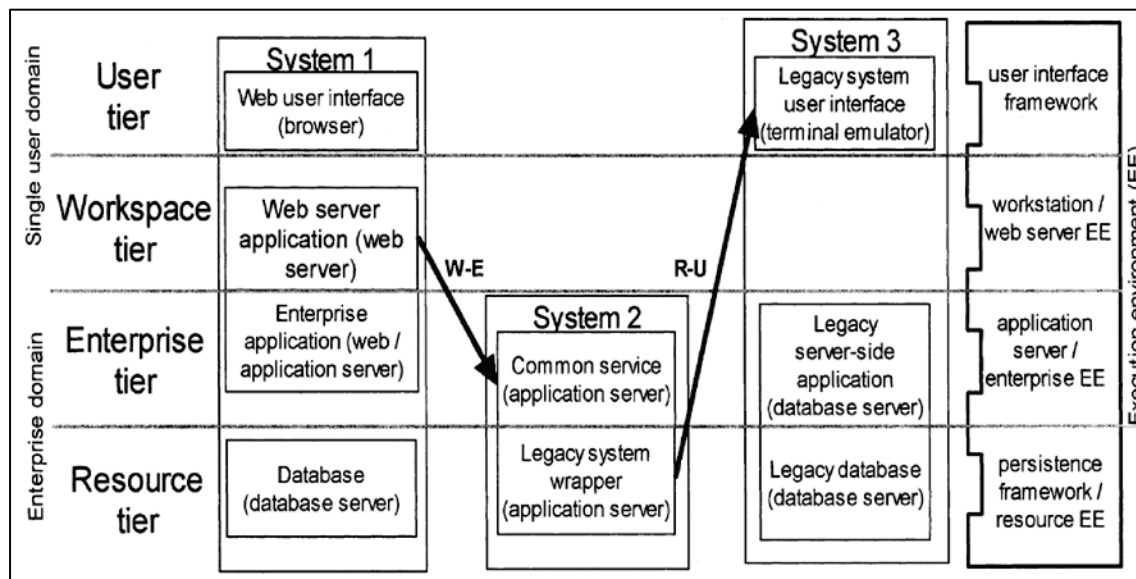 Single user domain
Enterprise domain
User
tier
Workspace
tier
Enterprise
tier
Resource
tier
System 1
Web user interface
(browser)
Web server
application (web
server)
Enterprise
application (web /
application server)
Database
(database server)
W-E
System 2
Common service
(application server)
Legacy system
wrapper
(application server)
R-U
System 3
Legacy system
user interface
(terminal emulator)
Legacy
server-side
application
(database server)
Legacy database
(database server)
user interface
framework
workstation /
web server EE
application
server /
enterprise EE
persistence
framework /
resource EE
Execution environment (EE)